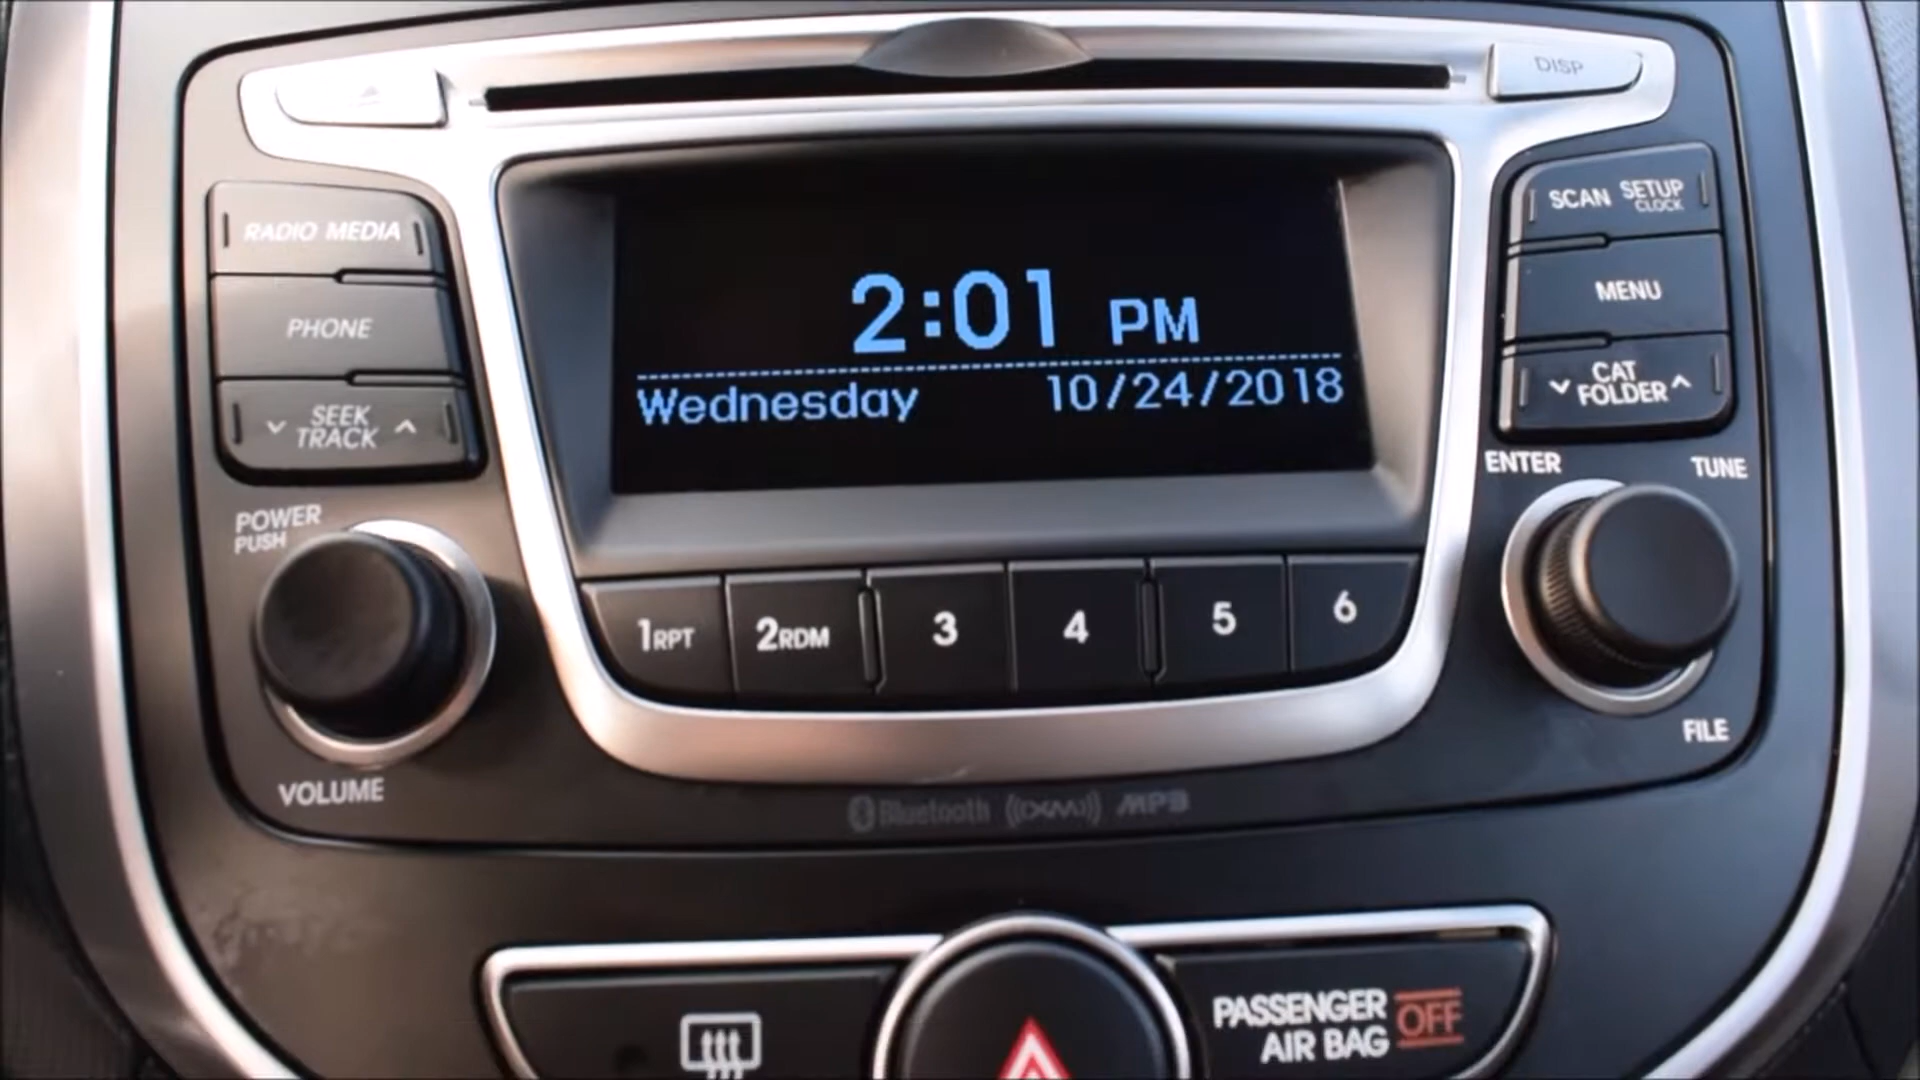 DISP
RADIO MEDIA
PHONE
SEEK
TRACK
POWER
PUSH
VOLUME
2:01 PM
Wednesday 10/24/2018
1RPT 2RDM 3 4 5 6
SCAN SETUP
CLOCK
MENU
CAT
FOLDER
ENTER TUNE
FILE
Bluetooth ((XM)) MP3
PASSENGER
AIR BAG OFF